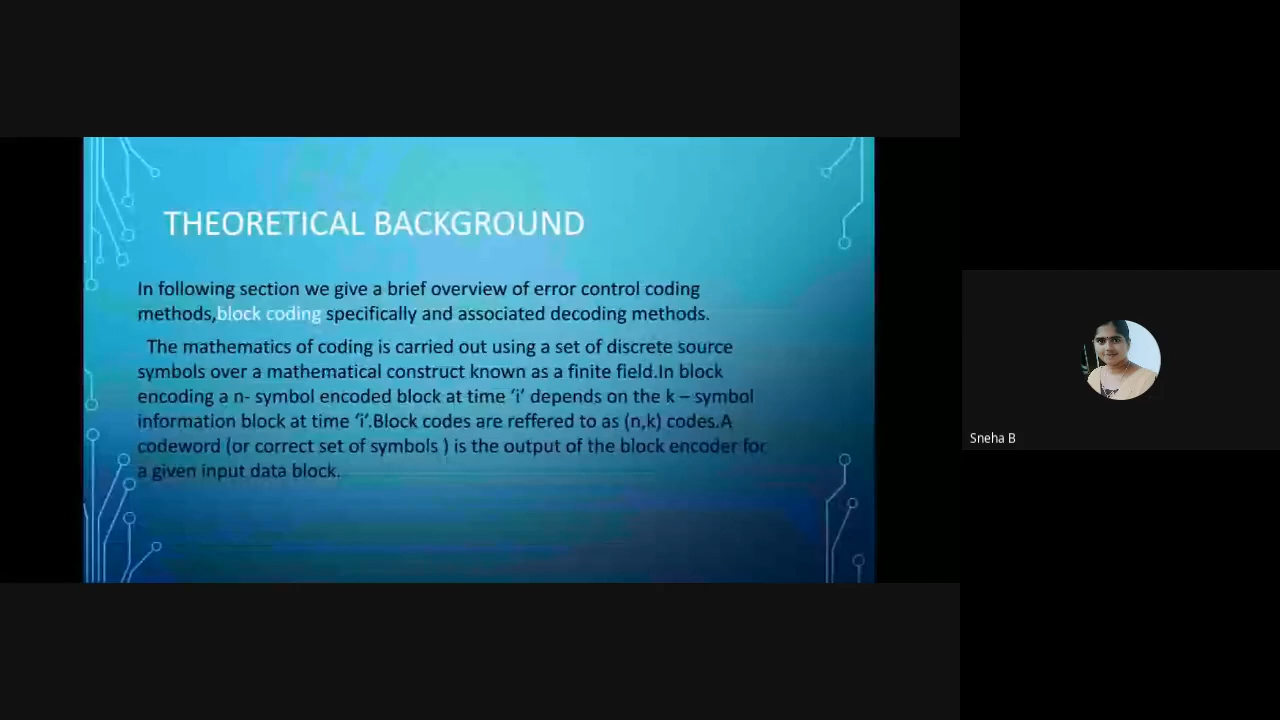 THEORETICAL BACKGROUND
In following section we give a brief overview of error control coding
methods,block coding specifically and associated decoding methods.
The mathematics of coding is carried out using a set of discrete source
symbols over a mathematical construct known as a finite field.In block
encoding a n- symbol encoded block at time ‘i’ depends on the k – symbol
information block at time ‘i’.Block codes are reffered to as (n,k) codes.A
codeword (or correct set of symbols ) is the output of the block encoder for
a given input data block.
Sneha B